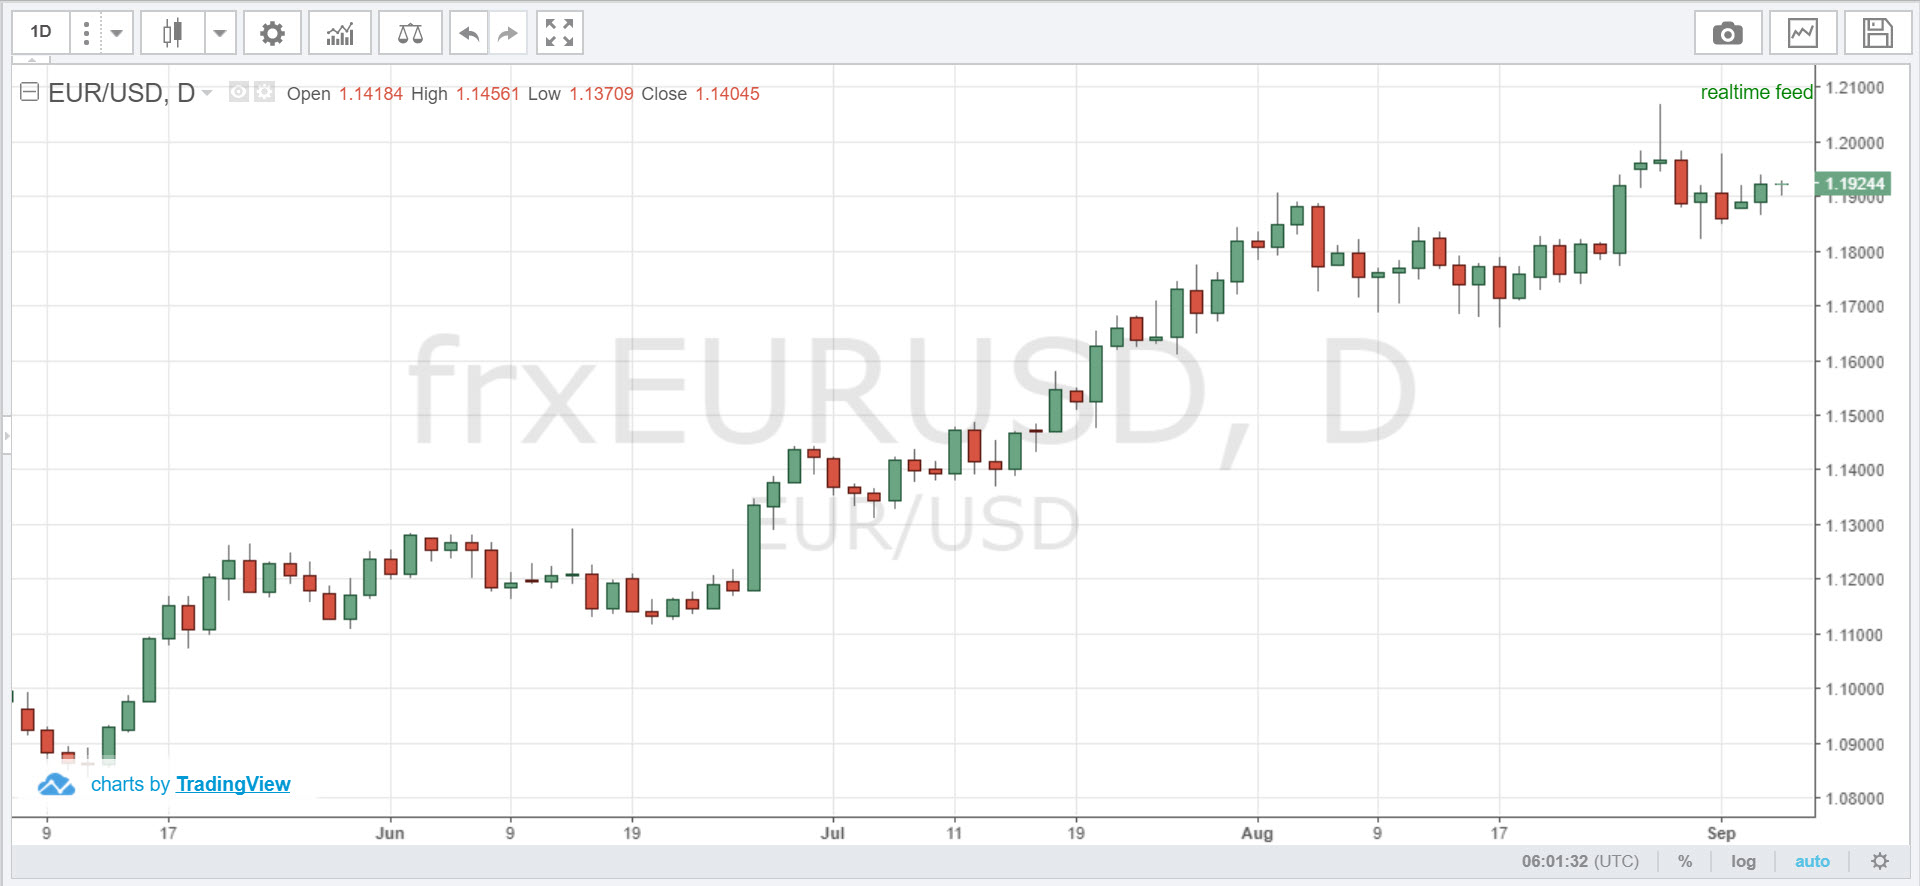 1D
EUR/USD, D Open 1.14184 High 1.14561 Low 1.13709 Close 1.14045
realtime feed
1.21000
1.20000
1.19244
1.19000
1.18000
1.17000
1.16000
1.15000
1.14000
1.13000
1.12000
1.11000
1.10000
1.09000
1.08000
frxEURUSD, D
EUR/USD
charts by TradingView
9 17 Jun 9 19 Jul 11 19 Aug 9 17 Sep
06:01:32 (UTC) % log auto